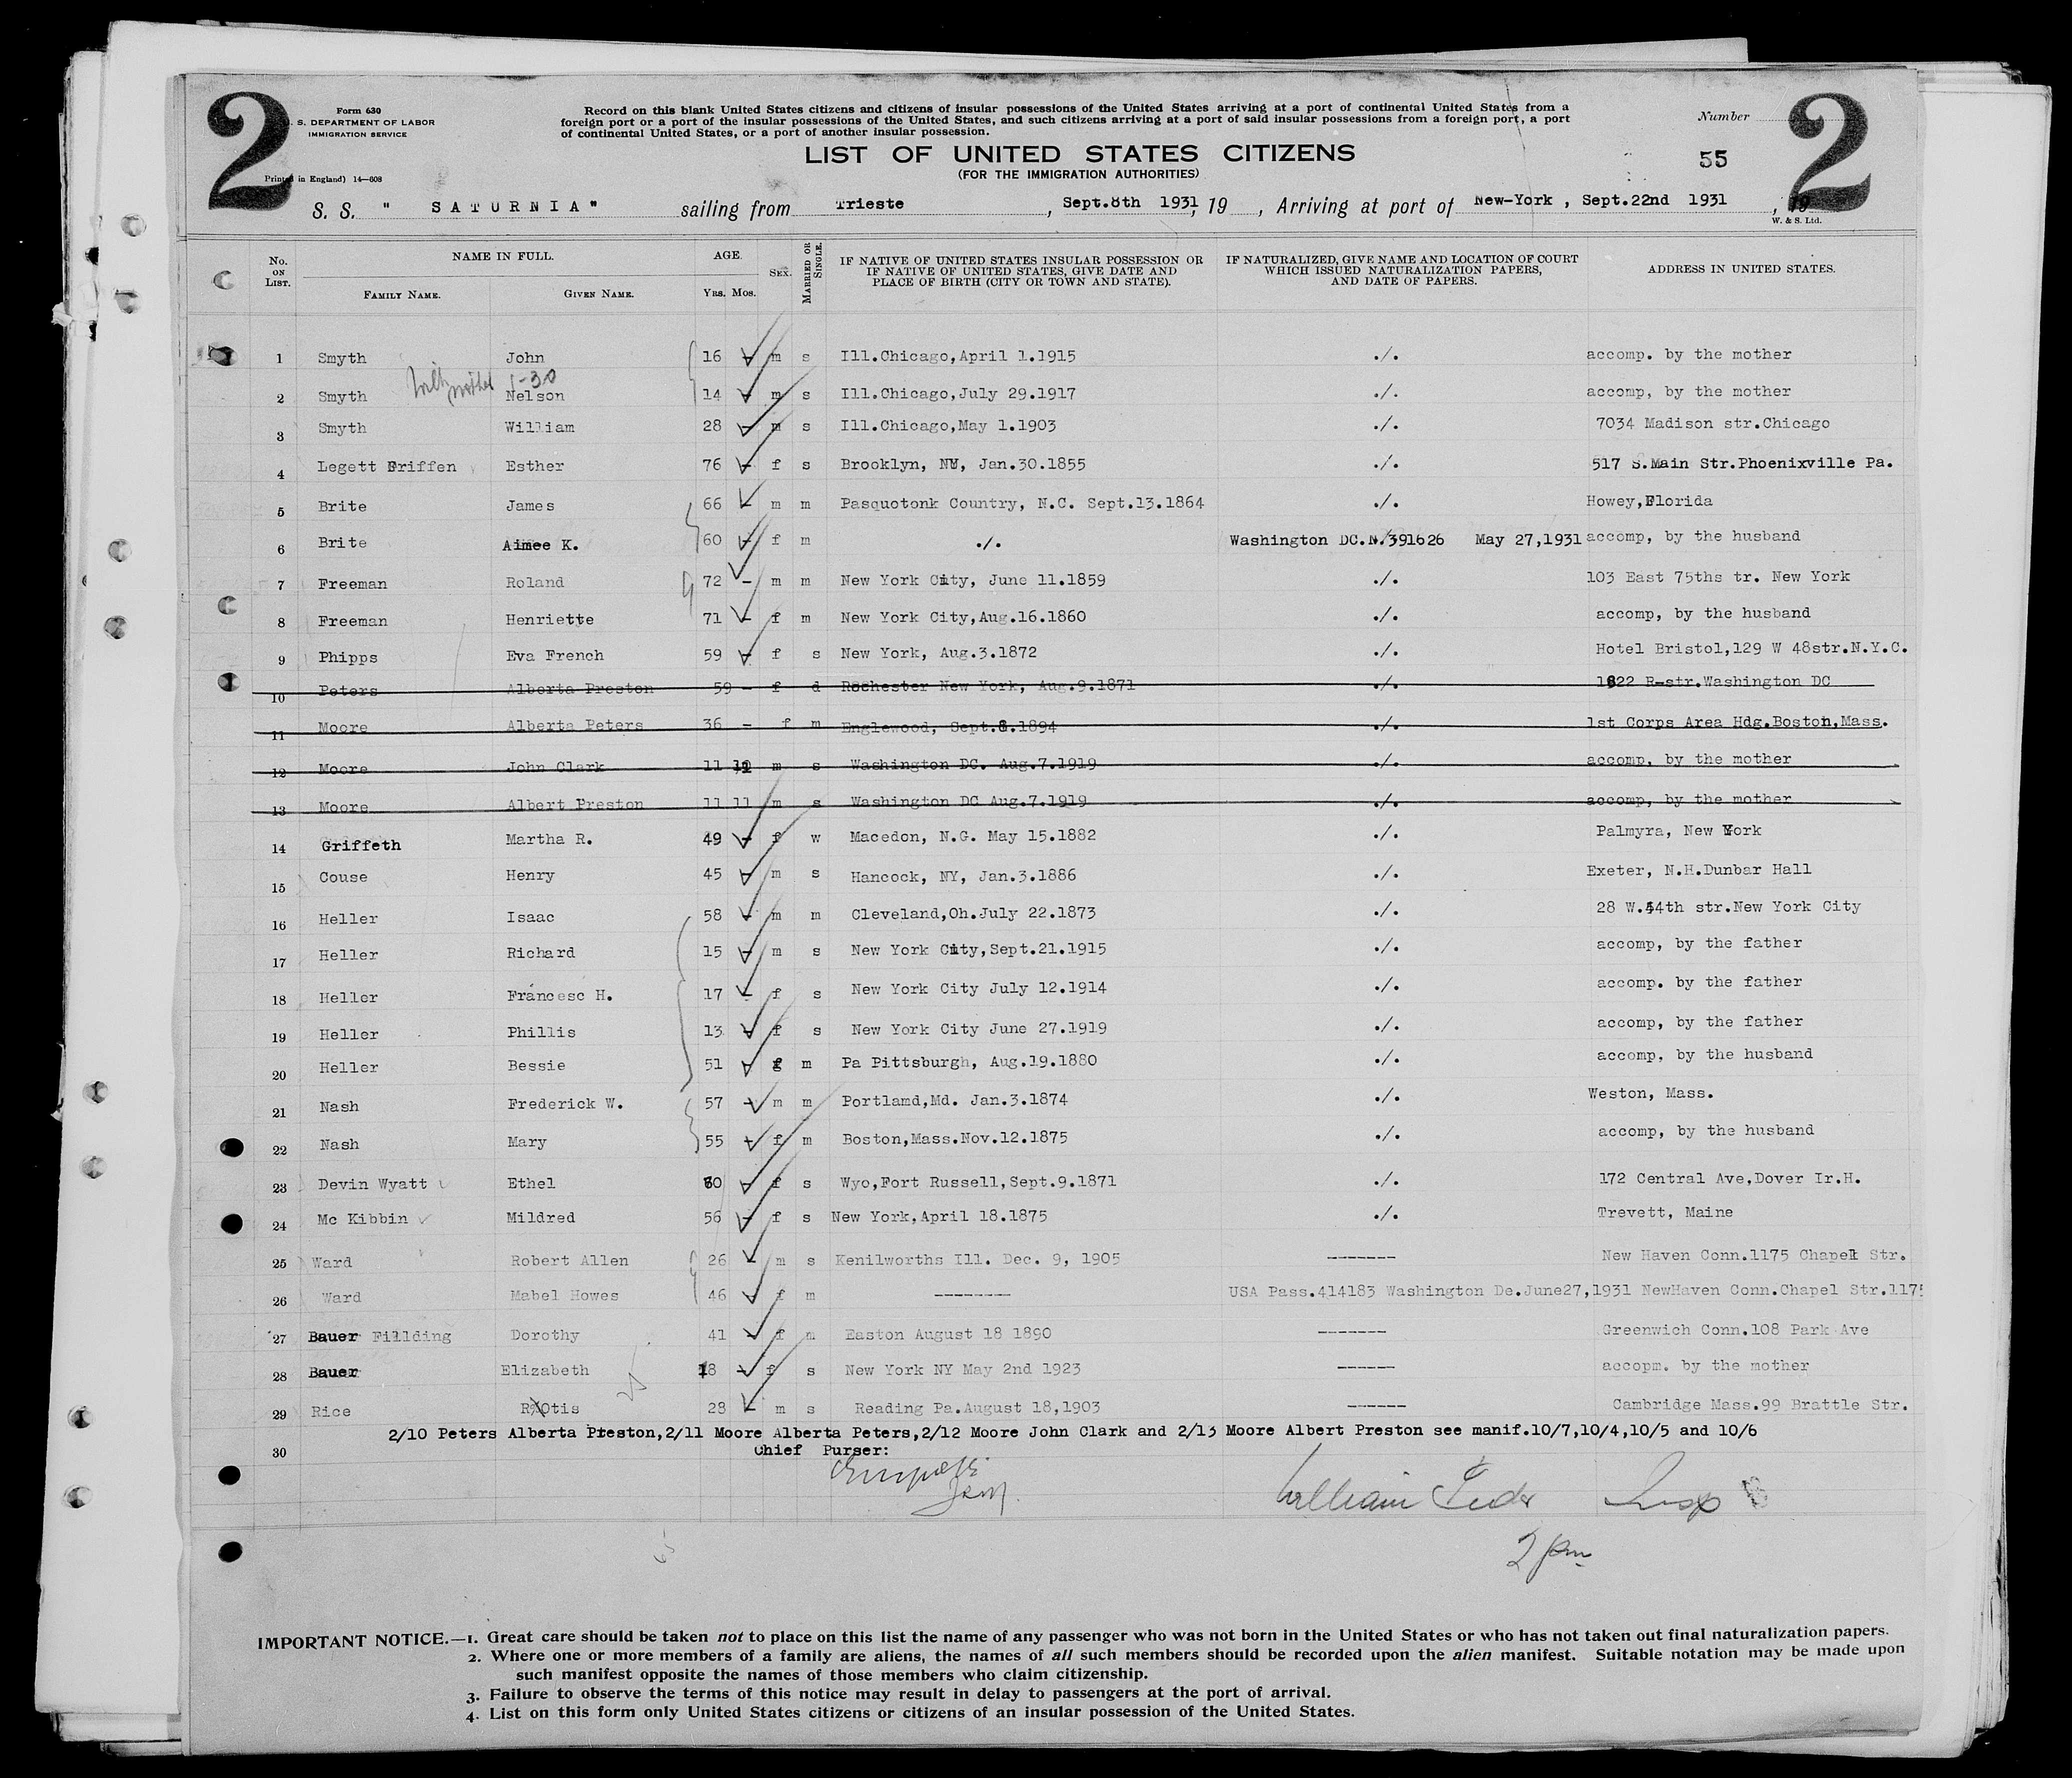 2
Form 630
S. DEPARTMENT OF LABOR
IMMIGRATION SERVICE
Printed in England) 14—608
Record on this blank United States citizens and citizens of insular possessions of the United States arriving at a port of continental United States from a
foreign port or a port of the insular possessions of the United States, and such citizens arriving at a port of said insular possessions from a foreign port, a port
of continental United States, or a port of another insular possession.
LIST OF UNITED STATES CITIZENS
(FOR THE IMMIGRATION AUTHORITIES)
Number
55
2
S. S. " SATURNIA" sailing from Trieste, Sept.8th 1931, 19 , Arriving at port of New-York , Sept.22nd 1931, 19
W. & S. Ltd.
No. ON LIST. NAME IN FULL. AGE. SEX. MARRIED OR SINGLE. IF NATIVE OF UNITED STATES INSULAR POSSESSION OR IF NATIVE OF UNITED STATES, GIVE DATE AND PLACE OF BIRTH (CITY OR TOWN AND STATE). IF NATURALIZED, GIVE NAME AND LOCATION OF COURT WHICH ISSUED NATURALIZATION PAPERS, AND DATE OF PAPERS. ADDRESS IN UNITED STATES.
FAMILY NAME. GIVEN NAME. YRS. MOS.
1 Smyth John 16 - m s Ill.Chicago,April 1.1915 ./. accomp. by the mother
with mother 1-30
2 Smyth Nelson 14 - m s Ill.Chicago,July 29.1917 ./. accomp, by the mother
3 Smyth William 28 - m s Ill.Chicago,May 1.1903 ./. 7034 Madison str.Chicago
4 Legett Griffen Esther 76 - f s Brooklyn, NY, Jan.30.1855 ./. 517 S.Main Str.Phoenixville Pa.
5 Brite James 66 - m m Pasquotonk Country, N.C. Sept.13.1864 ./. Howey,Florida
6 Brite Aimee K. 60 - f m ./. Washington DC.N.391626 May 27,1931 accomp, by the husband
7 Freeman Roland 72 - m m New York City, June 11.1859 ./. 103 East 75ths tr. New York
8 Freeman Henriette 71 - f m New York City,Aug.16.1860 ./. accomp, by the husband
9 Phipps Eva French 59 - f s New York, Aug.3.1872 ./. Hotel Bristol,129 W 48str.N.Y.C.
10 Peters Alberta Preston 59 - f d Rochester New York, Aug.9.1871 ./. 1822 R-str.Washington DC
11 Moore Alberta Peters 36 - f m Englewood, Sept.8.1894 ./. 1st Corps Area Hdg.Boston,Mass.
12 Moore John Clark 11 m s Washington DC. Aug.7.1919 ./. accomp, by the mother
13 Moore Albert Preston 11 11 m s Washington DC Aug.7.1919 ./. accomp, by the mother
14 Griffeth Martha R. 49 - f w Macedon, N.G. May 15.1882 ./. Palmyra, New York
15 Couse Henry 45 - m s Hancock, NY, Jan.3.1886 ./. Exeter, N.H.Dunbar Hall
16 Heller Isaac 58 - m m Cleveland,Oh.July 22.1873 ./. 28 W.54th str.New York City
17 Heller Richard 15 - m s New York City,Sept.21.1915 ./. accomp, by the father
18 Heller Francesc H. 17 - f s New York City July 12.1914 ./. accomp. by the father
19 Heller Phillis 13 - f s New York City June 27.1919 ./. accomp, by the father
20 Heller Bessie 51 - f m Pa Pittsburgh, Aug.19.1880 ./. accomp, by the husband
21 Nash Frederick W. 57 - m m Portlamd,Md. Jan.3.1874 ./. Weston, Mass.
22 Nash Mary 55 - f m Boston,Mass.Nov.12.1875 ./. accomp, by the husband
23 Devin Wyatt Ethel 60 - f s Wyo,Fort Russell,Sept.9.1871 ./. 172 Central Ave,Dover Ir.H.
24 Mc Kibbin Mildred 56 - f s New York,April 18.1875 ./. Trevett, Maine
25 Ward Robert Allen 26 - m s Kenilworths Ill. Dec. 9, 1905 ------- New Haven Conn.1175 Chapel Str.
26 Ward Mabel Howes 46 - f m -------- USA Pass.414183 Washington De.June27,1931 NewHaven Conn.Chapel Str.1175
27 Bauer Fillding Dorothy 41 - f m Easton August 18 1890 ------- Greenwich Conn.108 Park Ave
28 Bauer Elizabeth 18 - f s New York NY May 2nd 1923 ------ accopm. by the mother
29 Rice Otis 28 - m s Reading Pa.August 18,1903 ------ Cambridge Mass.99 Brattle Str.
2/10 Peters Alberta Preston,2/11 Moore Alberta Peters,2/12 Moore John Clark and 2/13 Moore Albert Preston see manif.10/7,10/4,10/5 and 10/6
30 Chief Purser:
William Insp
2 pm
IMPORTANT NOTICE.—1. Great care should be taken not to place on this list the name of any passenger who was not born in the United States or who has not taken out final naturalization papers.
2. Where one or more members of a family are aliens, the names of all such members should be recorded upon the alien manifest. Suitable notation may be made upon
such manifest opposite the names of those members who claim citizenship.
3. Failure to observe the terms of this notice may result in delay to passengers at the port of arrival.
4. List on this form only United States citizens or citizens of an insular possession of the United States.